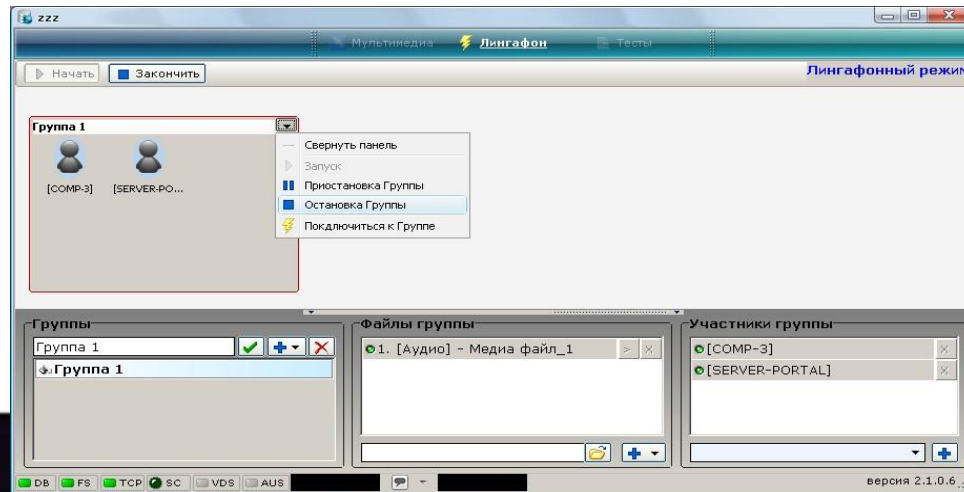 zzz
Мультимедиа Лингафон Тесты
Начать Закончить Лингафонный режим
Группа 1
[COMP-3] [SERVER-PO...
Свернуть панель
Запуск
Приостановка Группы
Остановка Группы
Покдлючиться к Группе
Группы Файлы группы Участники группы
Группа 1
Группа 1
1. [Аудио] - Медиа файл_1
[COMP-3]
[SERVER-PORTAL]
DB FS TCP SC VDS AUS версия 2.1.0.6